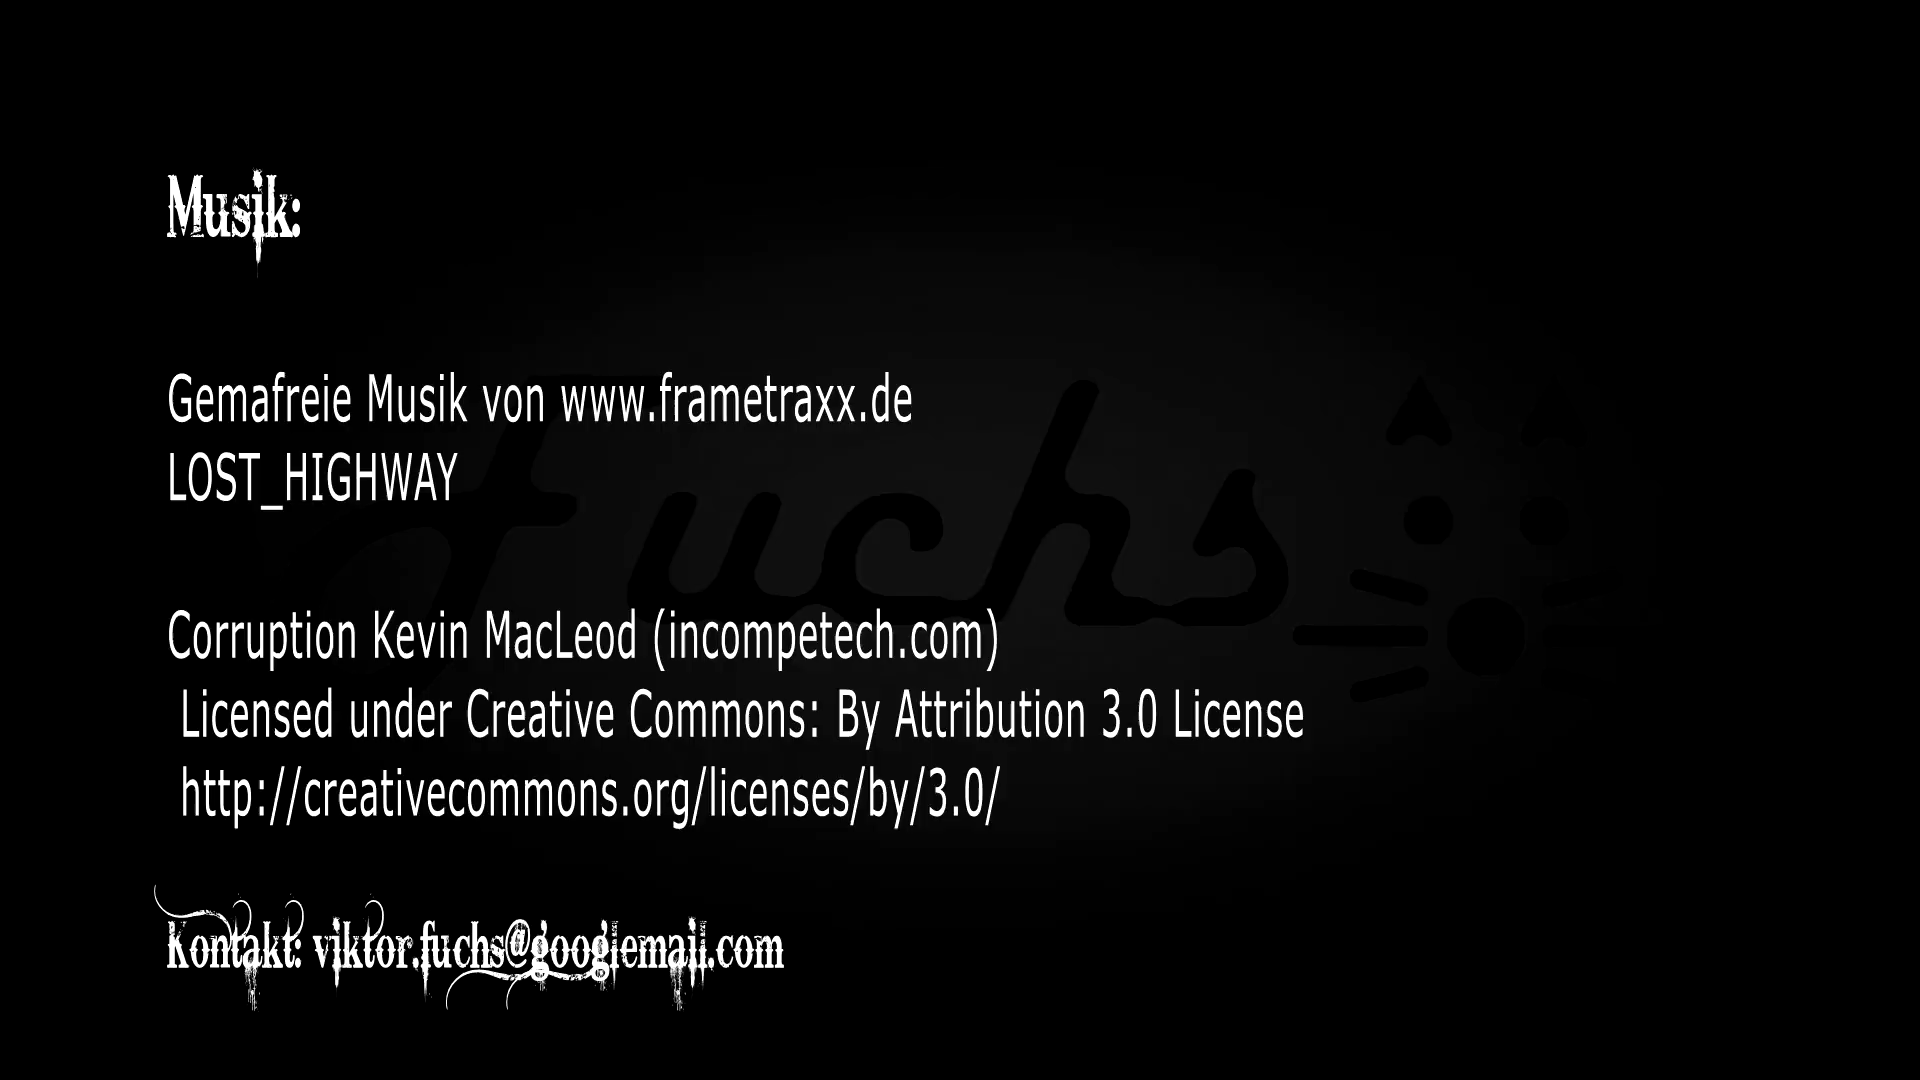 Musik:
Gemafreie Musik von www.frametraxx.de
LOST_HIGHWAY
Fuchs
Corruption Kevin MacLeod (incompetech.com)
Licensed under Creative Commons: By Attribution 3.0 License
http://creativecommons.org/licenses/by/3.0/
Kontakt: viktor.fuchs@googlemail.com